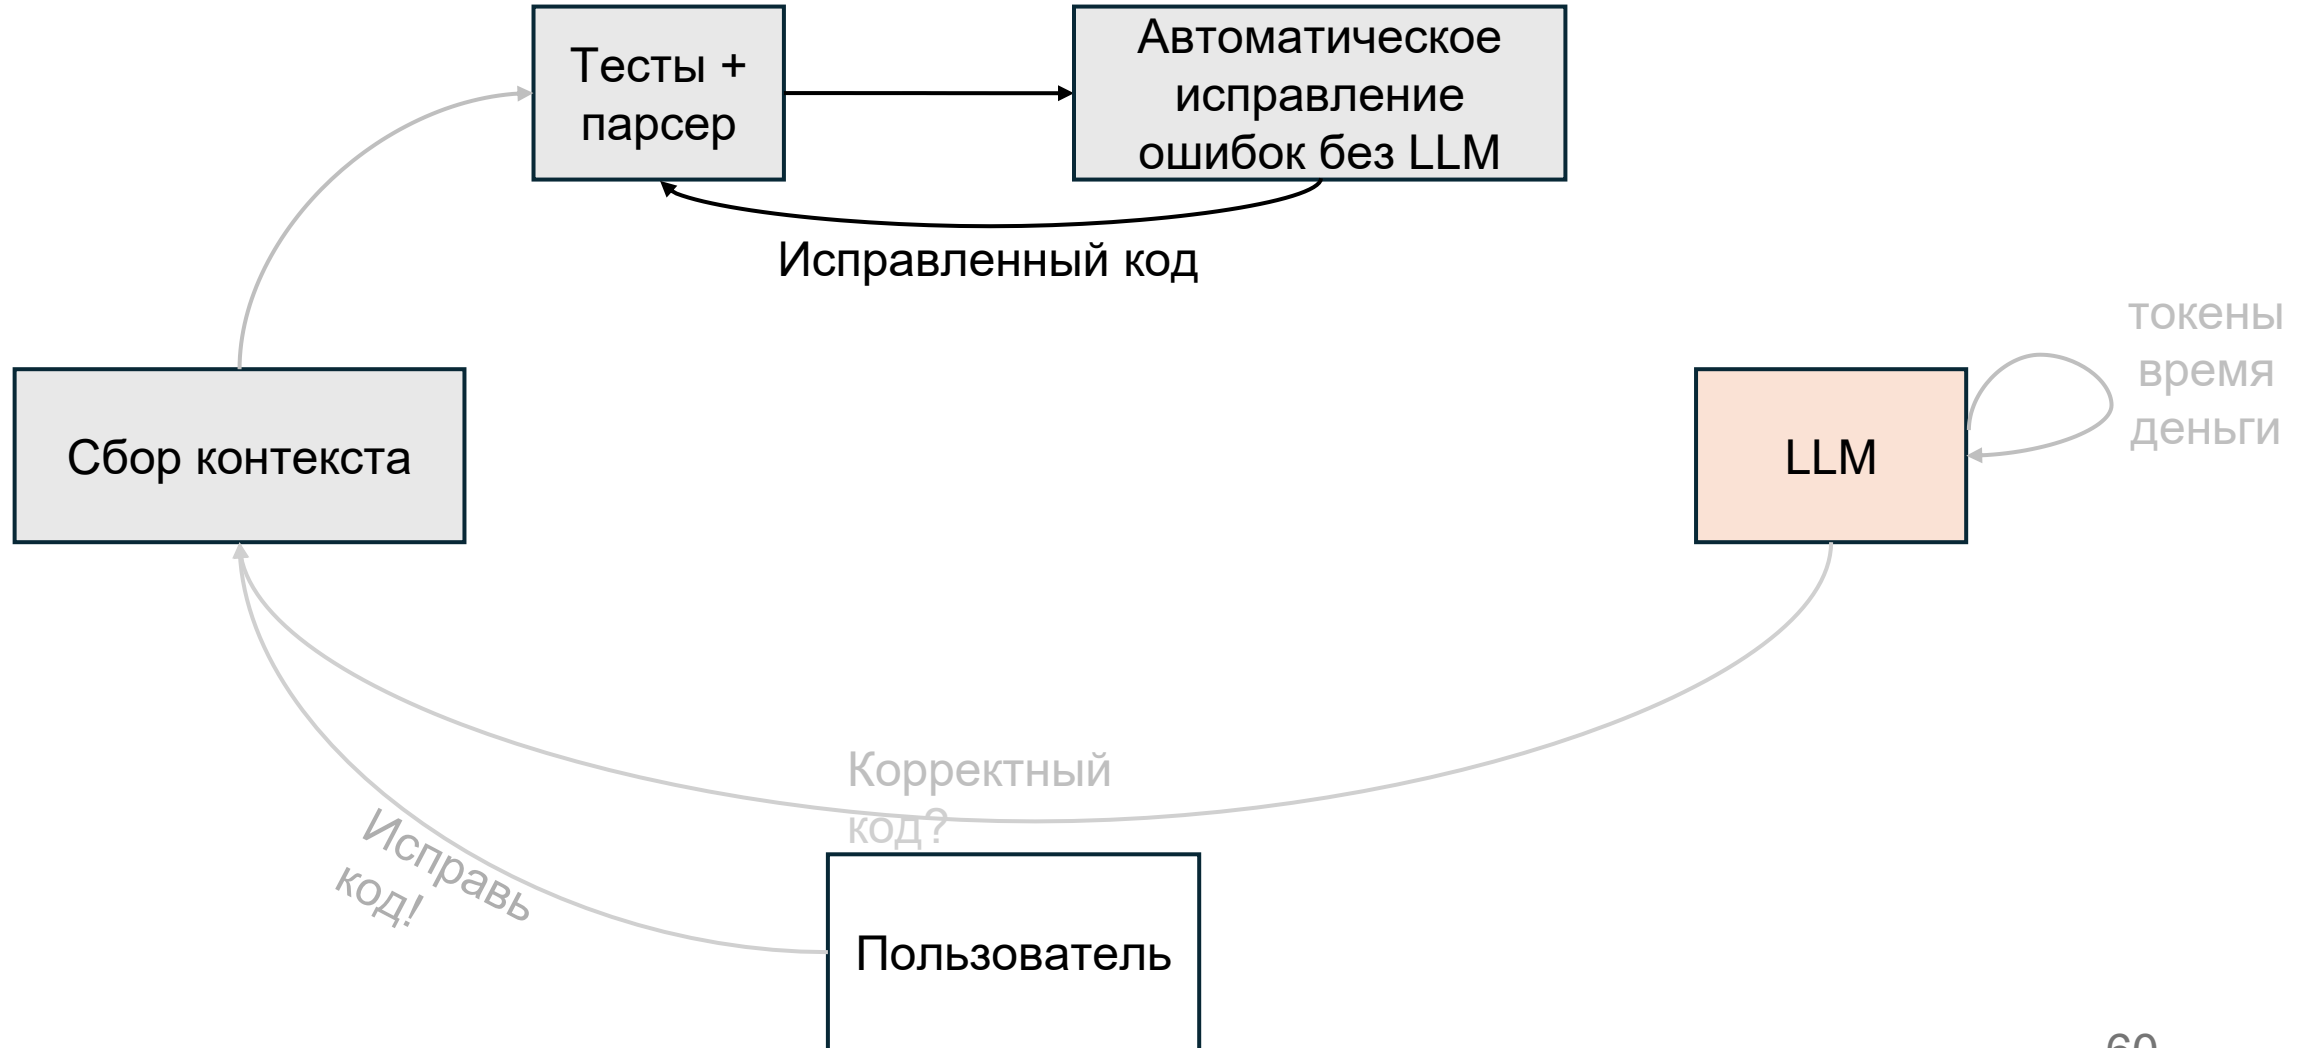 Тесты +
парсер
Автоматическое
исправление
ошибок без LLM
Исправленный код
токены
время
деньги
Сбор контекста
LLM
Корректный
код?
Исправь
код!
Пользователь